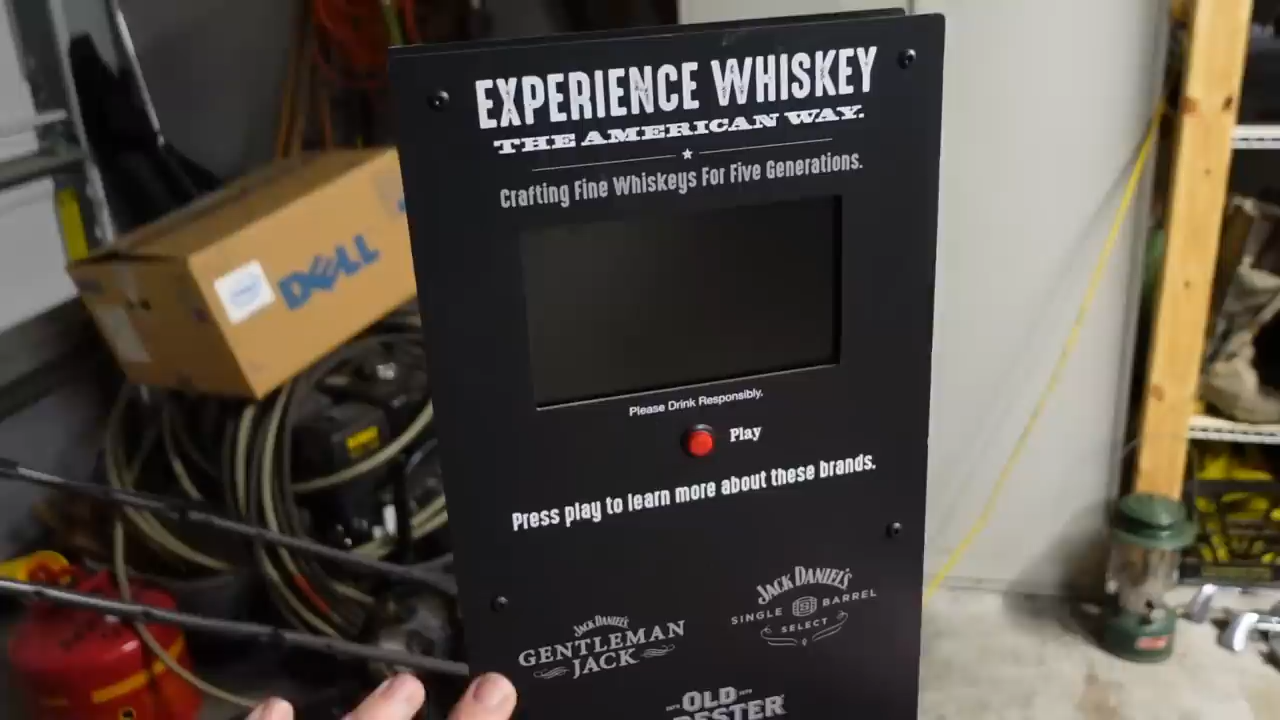 EXPERIENCE WHISKEY
THE AMERICAN WAY.
Crafting Fine Whiskeys For Five Generations.
DELL
intel
Please Drink Responsibly.
Play
Press play to learn more about these brands.
JACK DANIEL'S
GENTLEMAN
JACK
JACK DANIEL'S
SINGLE BARREL
SELECT
OLD